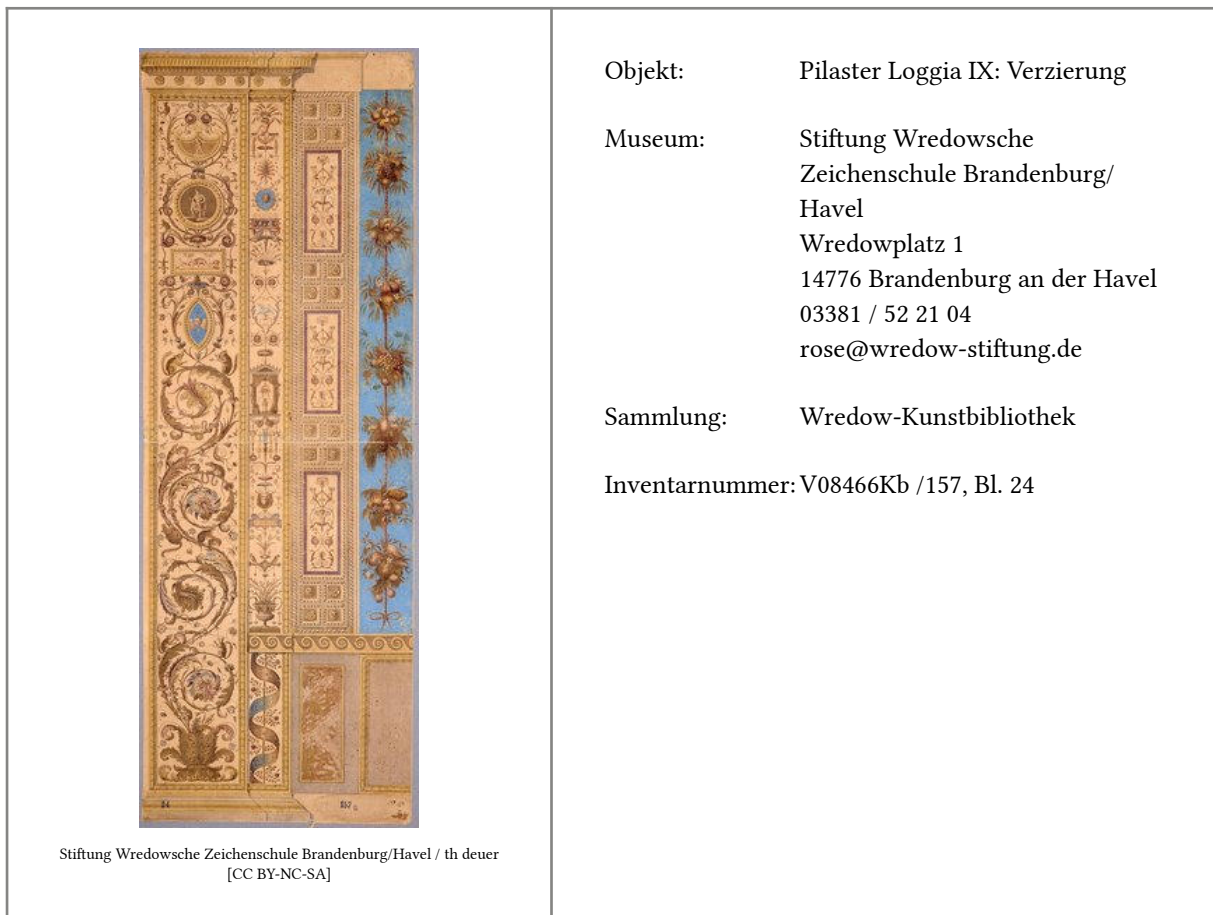 24
157
Stiftung Wredowsche Zeichenschule Brandenburg/Havel / th deuer
[CC BY-NC-SA]
Objekt: Pilaster Loggia IX: Verzierung
Museum: Stiftung Wredowsche
Zeichenschule Brandenburg/
Havel
Wredowplatz 1
14776 Brandenburg an der Havel
03381 / 52 21 04
rose@wredow-stiftung.de
Sammlung: Wredow-Kunstbibliothek
Inventarnummer: V08466Kb /157, Bl. 24